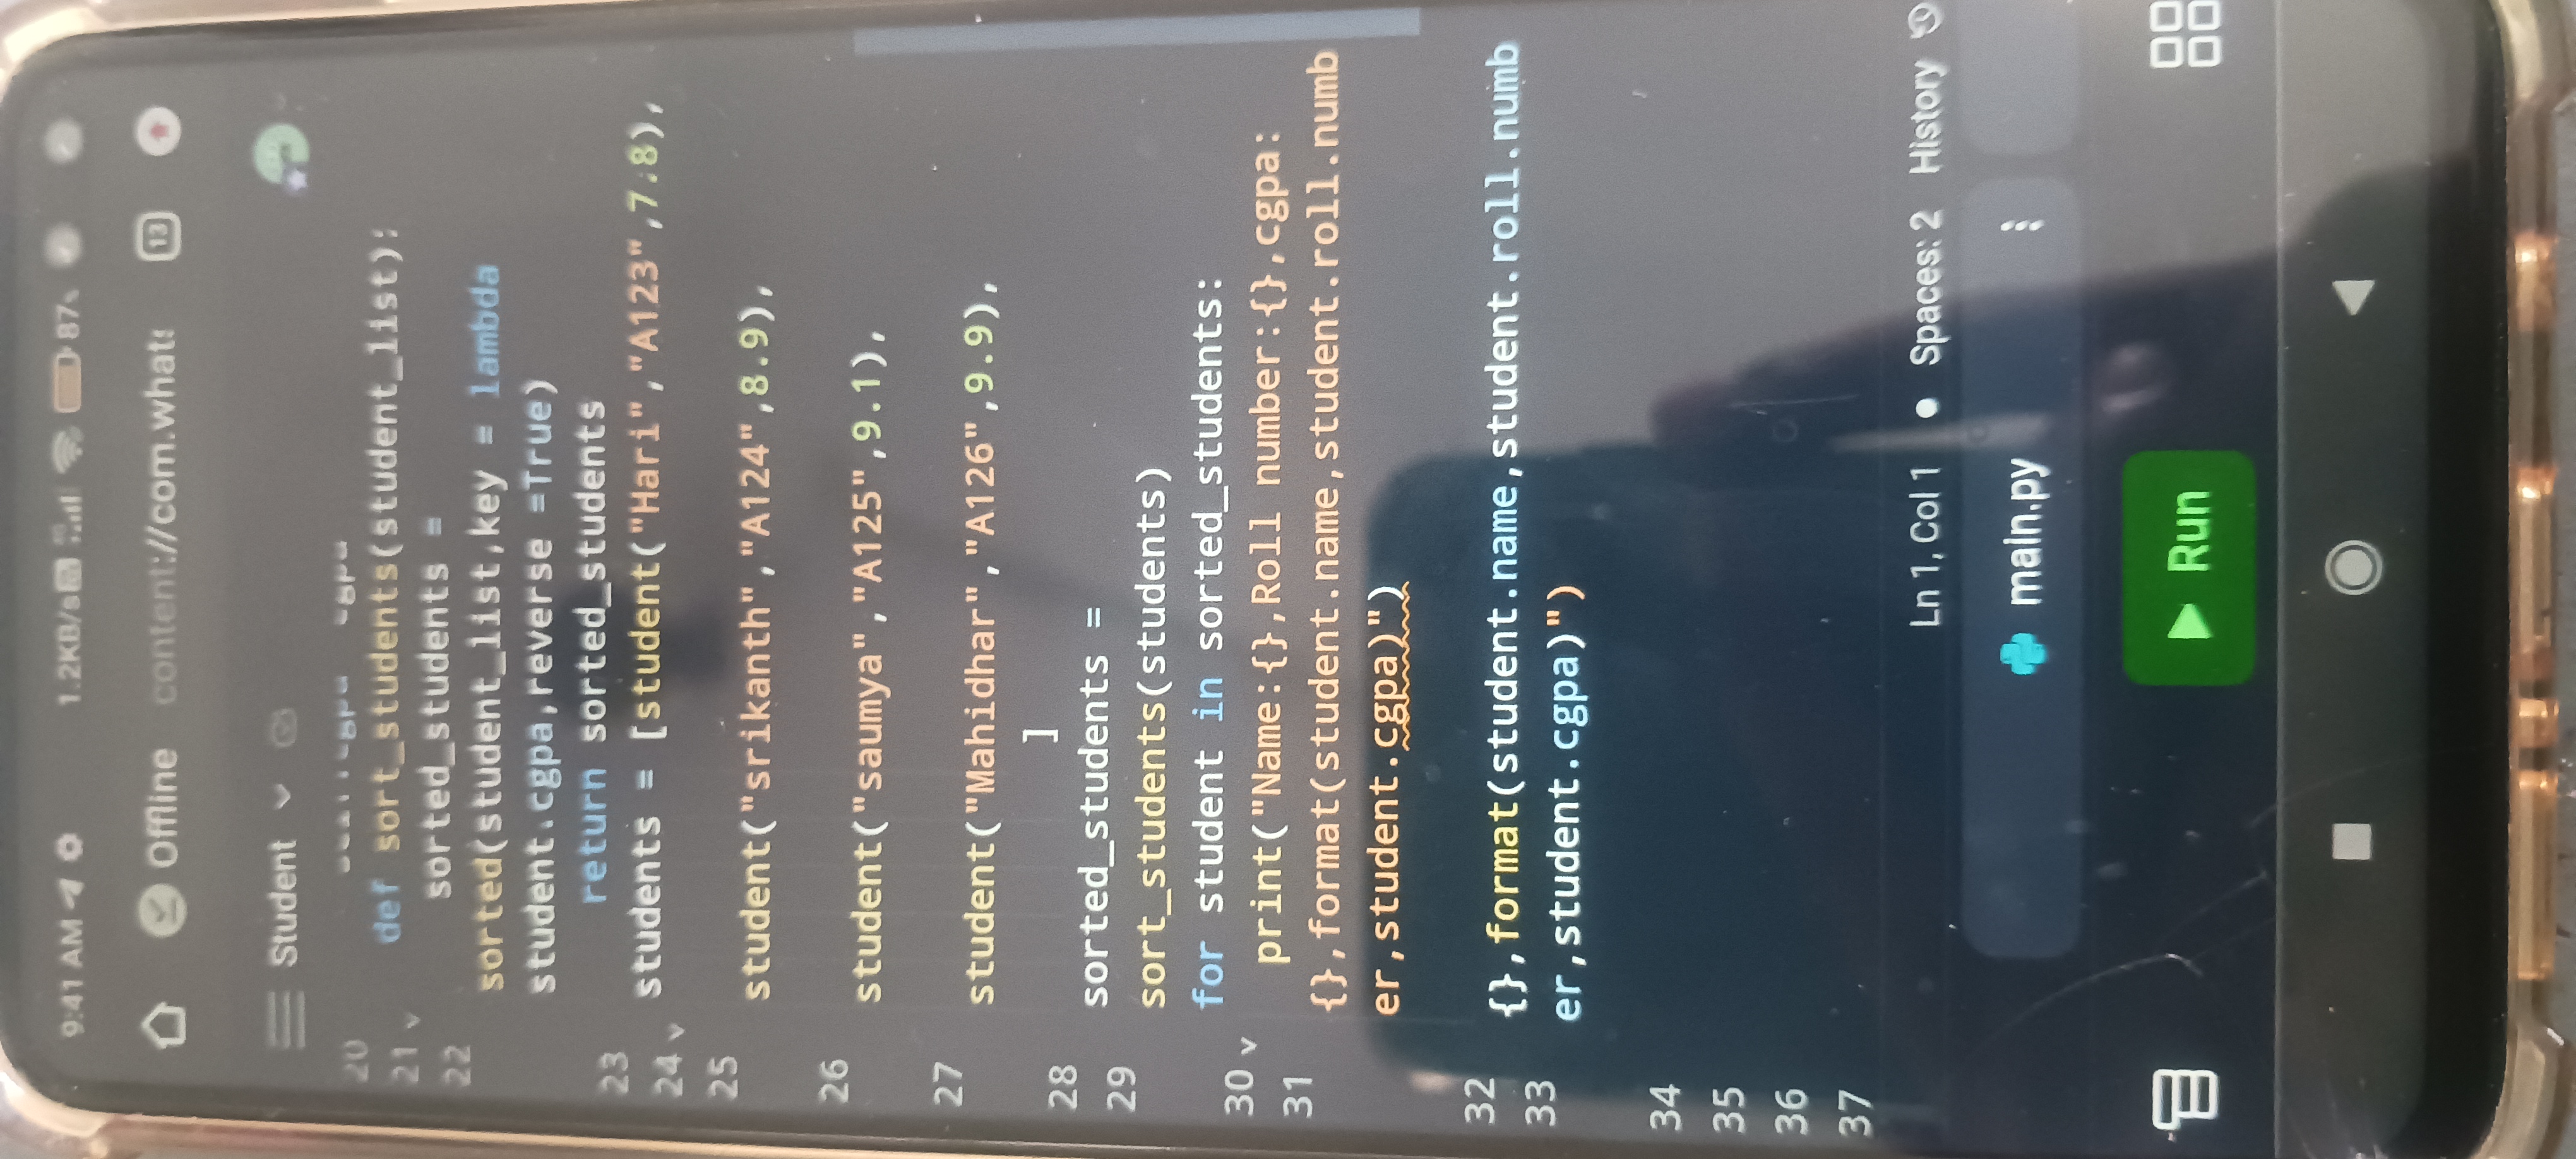 9:41 AM 1.2KB/s 87%
Offline content://com.what
13
Student
20
21 def sort_students(student_list):
22 sorted_students =
sorted(student_list,key = lambda
student.cgpa,reverse =True)
23 return sorted_students
24 students = [student("Hari","A123",7.8),
25
student("srikanth","A124",8.9),
26
student("saumya","A125",9.1),
27
student("Mahidhar","A126",9.9),
28 ]
29 sorted_students =
sort_students(students)
30 for student in sorted_students:
31 print("Name:{},Roll number:{},cgpa:
{},format(student.name,student.roll.numb
er,student.cgpa)")
32
33 {},format(student.name,student.roll.numb
er,student.cgpa)")
34
35
36
37
Ln 1, Col 1 • Spaces: 2 History
main.py
Run